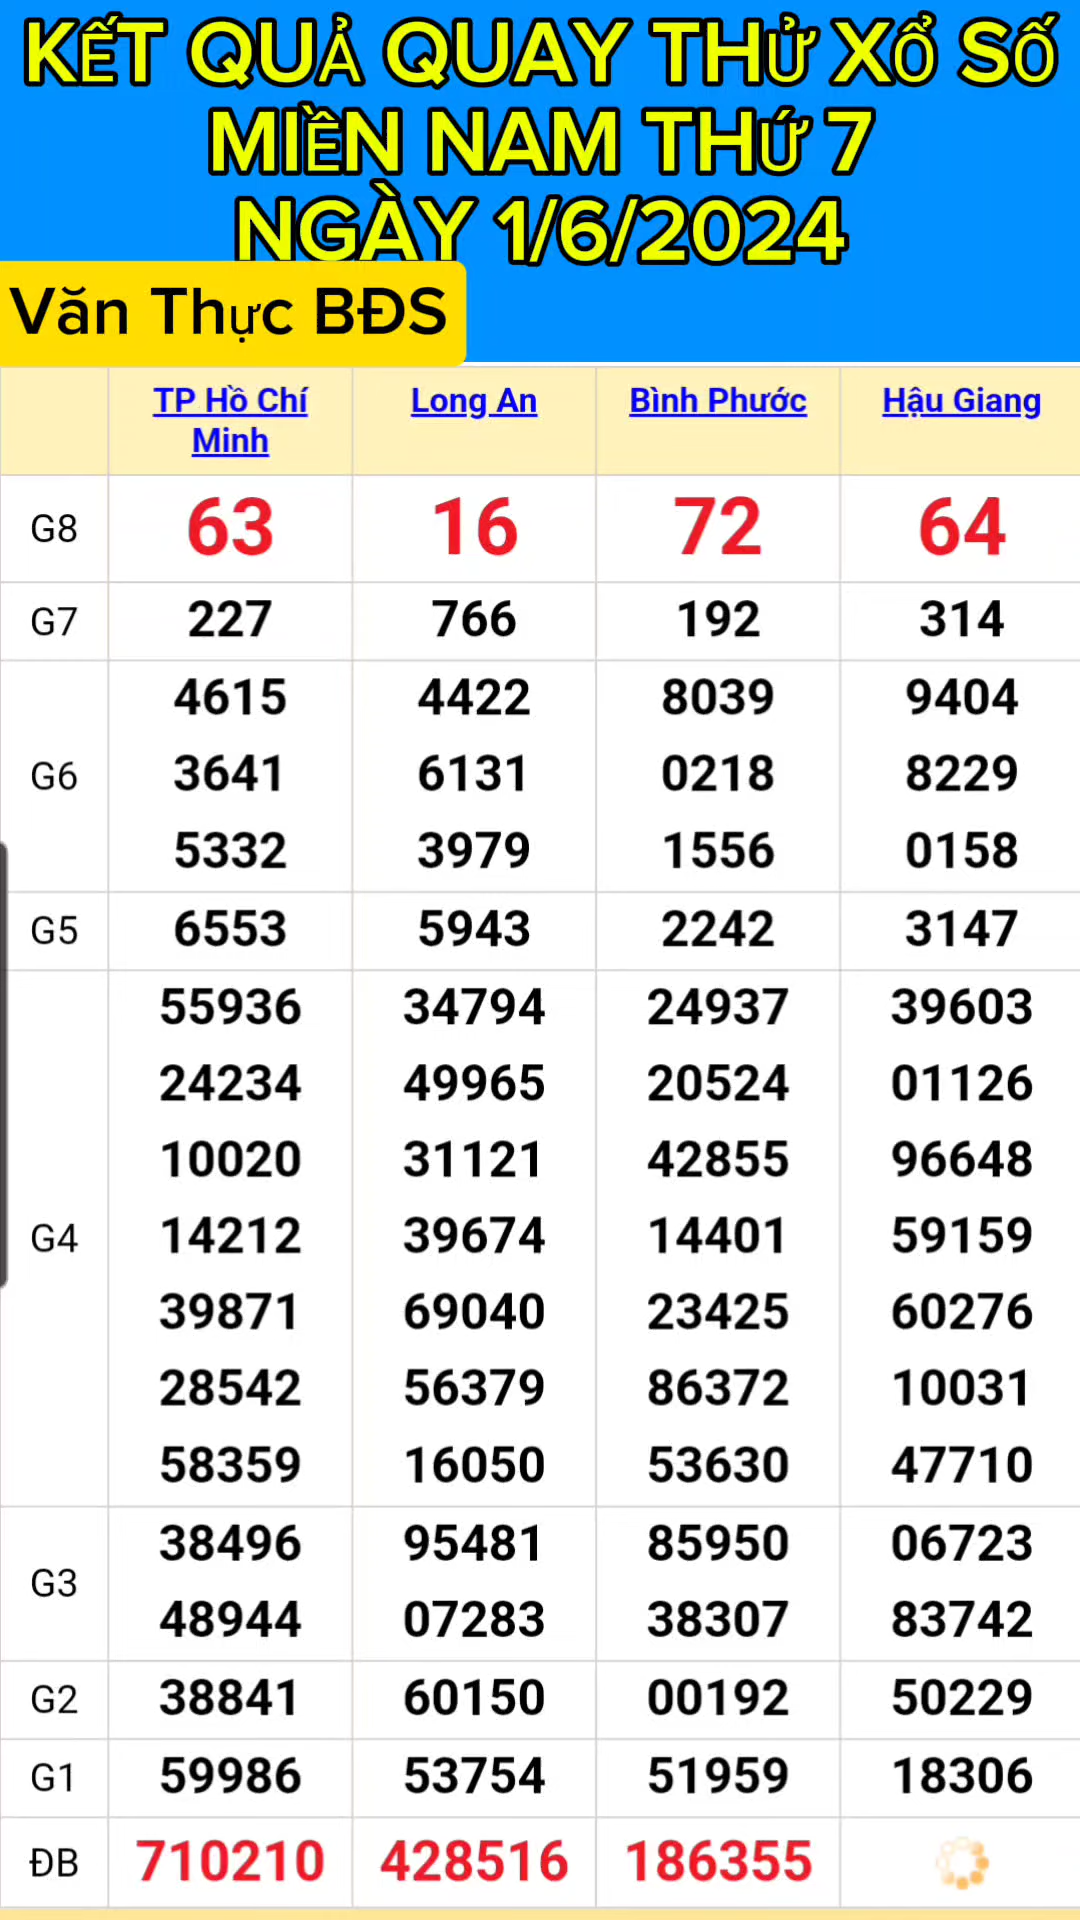 KẾT QUẢ QUAY THỬ XỔ SỐ
MIỀN NAM THỨ 7
NGÀY 1/6/2024
Văn Thực BĐS
TP Hồ Chí Minh Long An Bình Phước Hậu Giang
G8 63 16 72 64
G7 227 766 192 314
G6 4615 4422 8039 9404
3641 6131 0218 8229
5332 3979 1556 0158
G5 6553 5943 2242 3147
G4 55936 34794 24937 39603
24234 49965 20524 01126
10020 31121 42855 96648
14212 39674 14401 59159
39871 69040 23425 60276
28542 56379 86372 10031
58359 16050 53630 47710
G3 38496 95481 85950 06723
48944 07283 38307 83742
G2 38841 60150 00192 50229
G1 59986 53754 51959 18306
ĐB 710210 428516 186355